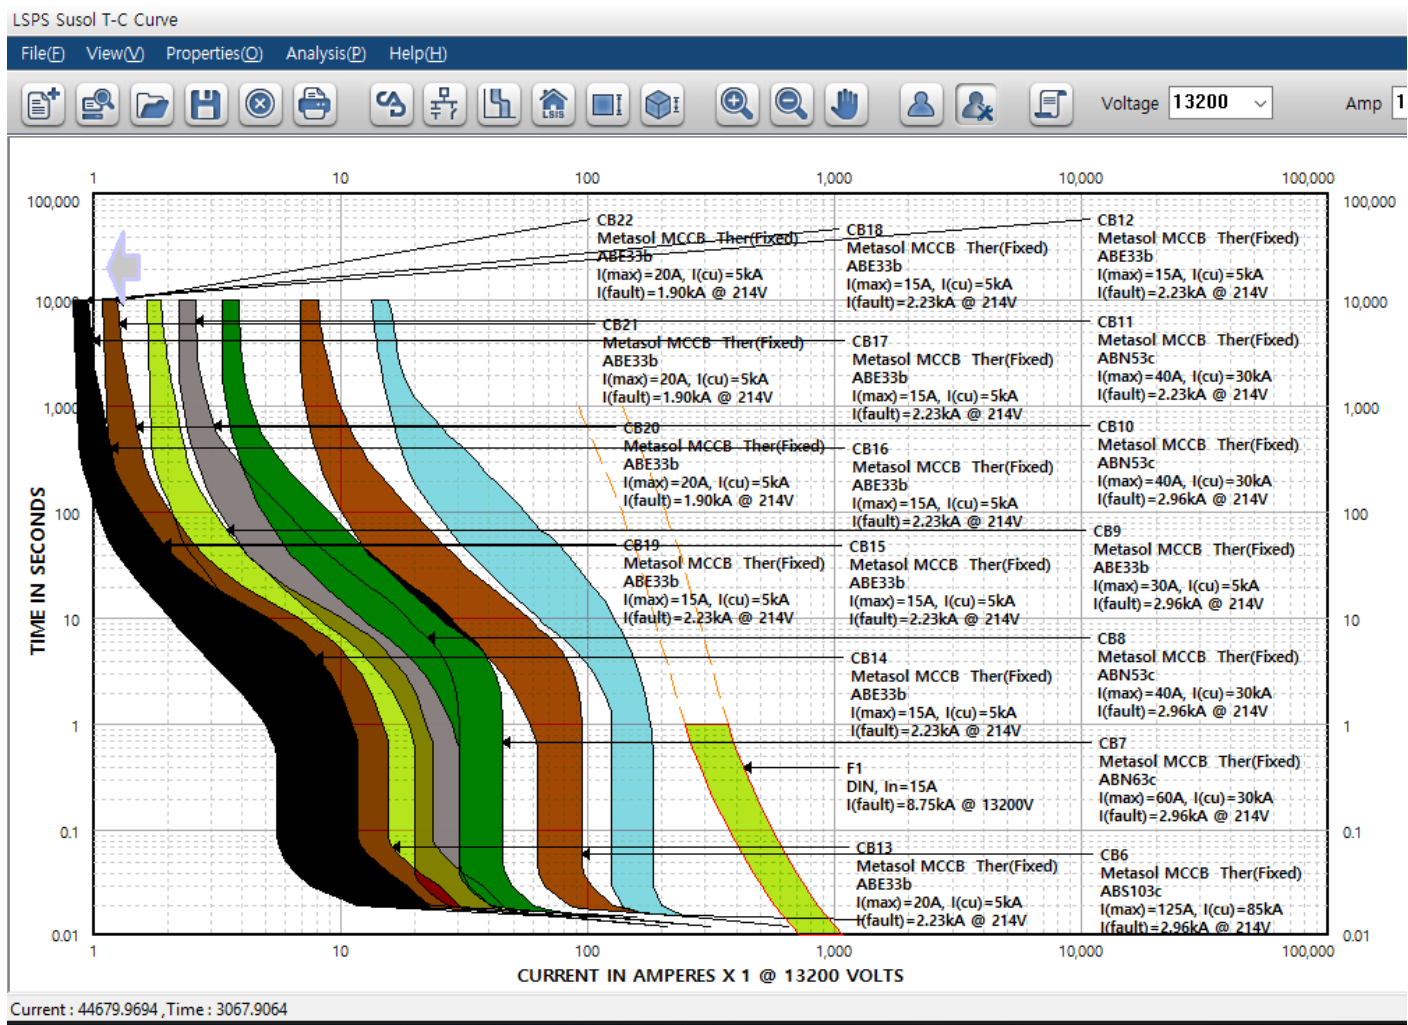 LSPS Susol T-C Curve
File(F) View(V) Properties(O) Analysis(P) Help(H)
LSIS
Voltage 13200 Amp 1
1 10 100 1,000 10,000 100,000
100,000
10,000
1,000
100
10
1
0.1
0.01
TIME IN SECONDS
CB22
Metasol MCCB Ther(Fixed)
ABE33b
I(max)=20A, I(cu)=5kA
I(fault)=1.90kA @ 214V
CB21
Metasol MCCB Ther(Fixed)
ABE33b
I(max)=20A, I(cu)=5kA
I(fault)=1.90kA @ 214V
CB20
Metasol MCCB Ther(Fixed)
ABE33b
I(max)=20A, I(cu)=5kA
I(fault)=1.90kA @ 214V
CB19
Metasol MCCB Ther(Fixed)
ABE33b
I(max)=15A, I(cu)=5kA
I(fault)=2.23kA @ 214V
CB18
Metasol MCCB Ther(Fixed)
ABE33b
I(max)=15A, I(cu)=5kA
I(fault)=2.23kA @ 214V
CB17
Metasol MCCB Ther(Fixed)
ABE33b
I(max)=15A, I(cu)=5kA
I(fault)=2.23kA @ 214V
CB16
Metasol MCCB Ther(Fixed)
ABE33b
I(max)=15A, I(cu)=5kA
I(fault)=2.23kA @ 214V
CB15
Metasol MCCB Ther(Fixed)
ABE33b
I(max)=15A, I(cu)=5kA
I(fault)=2.23kA @ 214V
CB14
Metasol MCCB Ther(Fixed)
ABE33b
I(max)=15A, I(cu)=5kA
I(fault)=2.23kA @ 214V
F1
DIN, In=15A
I(fault)=8.75kA @ 13200V
CB13
Metasol MCCB Ther(Fixed)
ABE33b
I(max)=20A, I(cu)=5kA
I(fault)=2.23kA @ 214V
CB12
Metasol MCCB Ther(Fixed)
ABE33b
I(max)=15A, I(cu)=5kA
I(fault)=2.23kA @ 214V
CB11
Metasol MCCB Ther(Fixed)
ABN53c
I(max)=40A, I(cu)=30kA
I(fault)=2.23kA @ 214V
CB10
Metasol MCCB Ther(Fixed)
ABN53c
I(max)=40A, I(cu)=30kA
I(fault)=2.96kA @ 214V
CB9
Metasol MCCB Ther(Fixed)
ABE33b
I(max)=30A, I(cu)=5kA
I(fault)=2.96kA @ 214V
CB8
Metasol MCCB Ther(Fixed)
ABN53c
I(max)=40A, I(cu)=30kA
I(fault)=2.96kA @ 214V
CB7
Metasol MCCB Ther(Fixed)
ABN63c
I(max)=60A, I(cu)=30kA
I(fault)=2.96kA @ 214V
CB6
Metasol MCCB Ther(Fixed)
ABS103c
I(max)=125A, I(cu)=85kA
I(fault)=2.96kA @ 214V
100,000
10,000
1,000
100
10
1
0.1
0.01
1 10 100 1,000 10,000 100,000
CURRENT IN AMPERES X 1 @ 13200 VOLTS
Current : 44679.9694 ,Time : 3067.9064